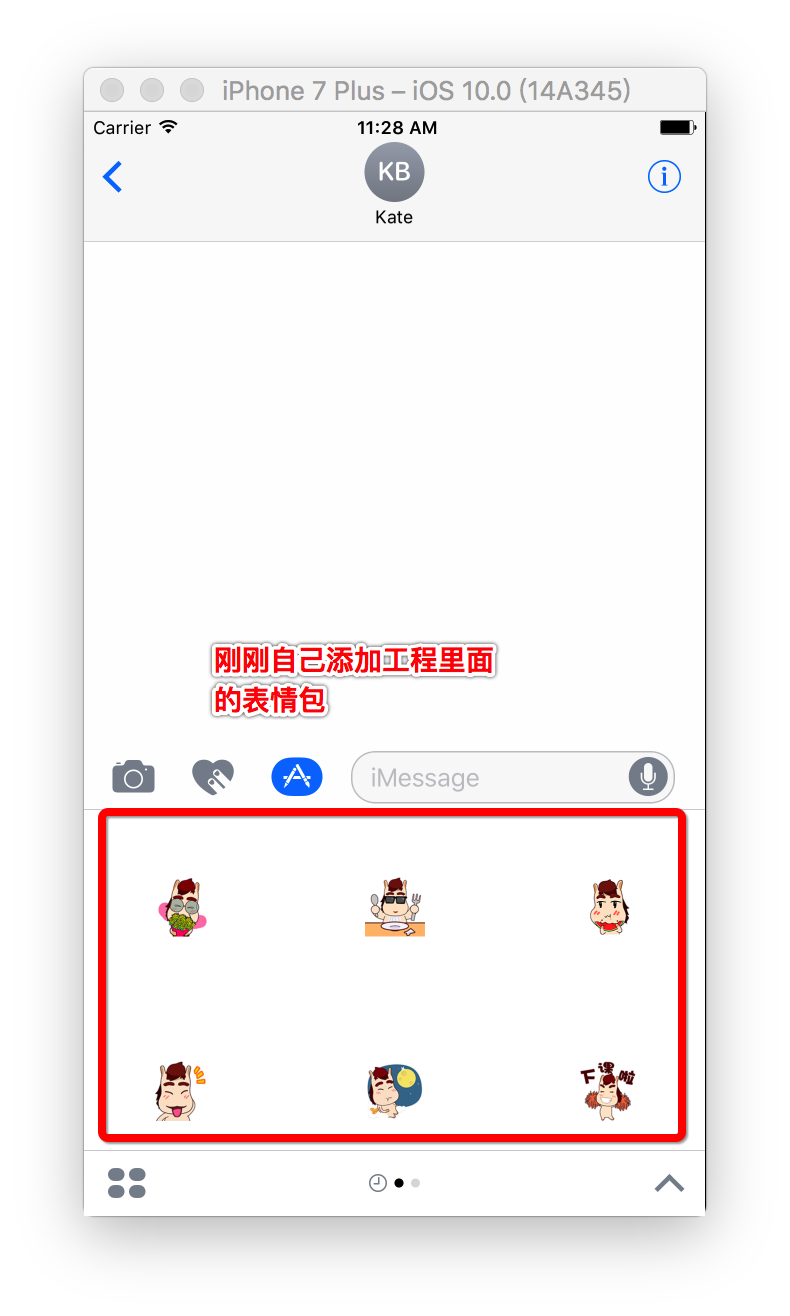 iPhone 7 Plus – iOS 10.0 (14A345)
Carrier
11:28 AM
KB
Kate
刚刚自己添加工程里面
的表情包
iMessage
下课啦